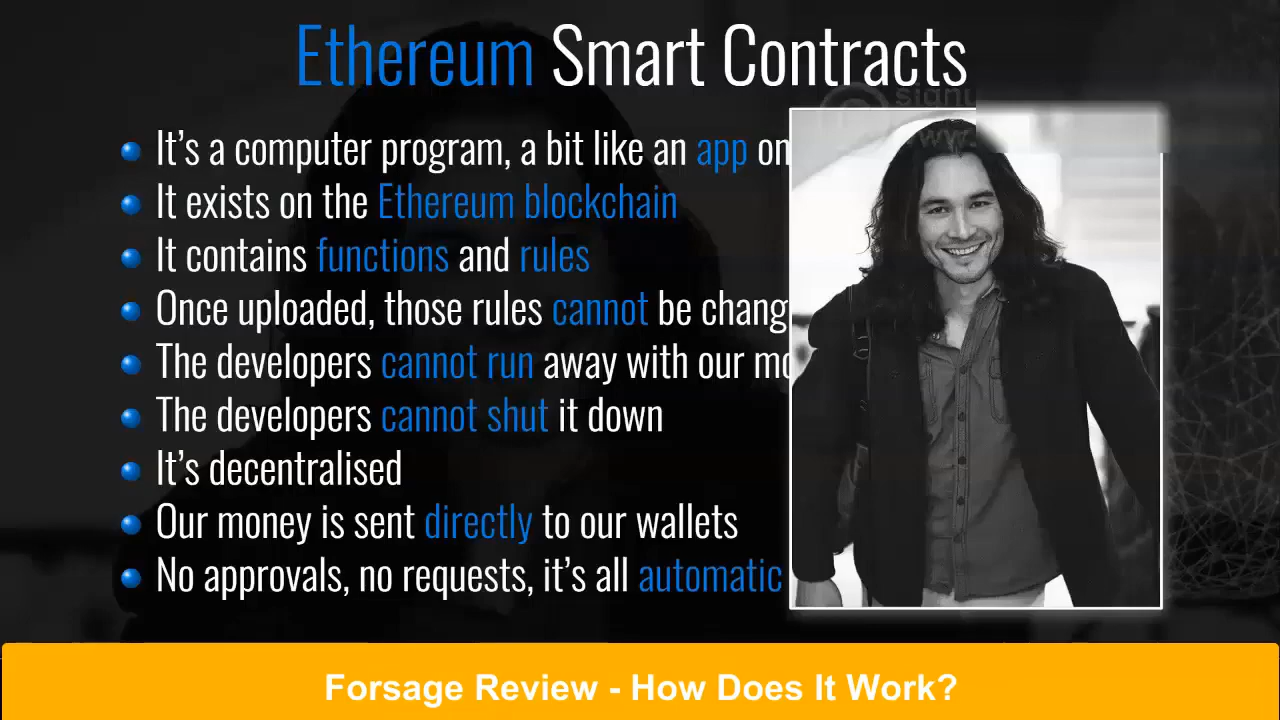 Ethereum Smart Contracts
It’s a computer program, a bit like an app on
It exists on the Ethereum blockchain
It contains functions and rules
Once uploaded, those rules cannot be chang
The developers cannot run away with our mo
The developers cannot shut it down
It’s decentralised
Our money is sent directly to our wallets
No approvals, no requests, it’s all automatic
Forsage Review - How Does It Work?